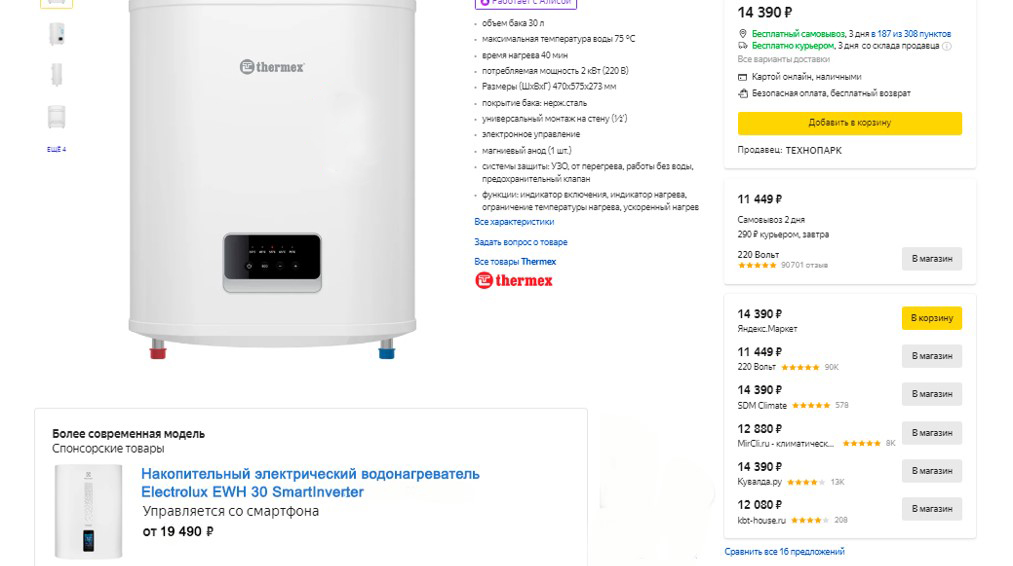 Работает с Алисой
thermex
ЕЩЁ 4
объем бака 30 л
максимальная температура воды 75 °С
время нагрева 40 мин
потребляемая мощность 2 кВт (220 В)
Размеры (ШхВхГ) 470х575х273 мм
покрытие бака: нерж.сталь
универсальный монтаж на стену (½")
электронное управление
магниевый анод (1 шт.)
системы защиты: УЗО, от перегрева, работы без воды,
предохранительный клапан
функции: индикатор включения, индикатор нагрева,
ограничение температуры нагрева, ускоренный нагрев
Все характеристики
Задать вопрос о товаре
Все товары Thermex
thermex
14 390 ₽
Бесплатный самовывоз, 3 дня в 187 из 308 пунктов
Бесплатно курьером, 3 дня со склада продавца
Все варианты доставки
Картой онлайн, наличными
Безопасная оплата, бесплатный возврат
Добавить в корзину
Продавец: ТЕХНОПАРК
11 449 ₽
Самовывоз 2 дня
290 ₽ курьером, завтра
220 Вольт
90701 отзыв
В магазин
14 390 ₽
Яндекс.Маркет
В корзину
11 449 ₽
220 Вольт 90K
В магазин
14 390 ₽
SDM Climate 578
В магазин
12 880 ₽
MirCli.ru - климатическ... 8K
В магазин
14 390 ₽
Кувалда.ру 13K
В магазин
12 080 ₽
kbt-house.ru 208
В магазин
Сравнить все 16 предложений
Более современная модель
Спонсорские товары
Накопительный электрический водонагреватель
Electrolux EWH 30 SmartInverter
Управляется со смартфона
от 19 490 ₽